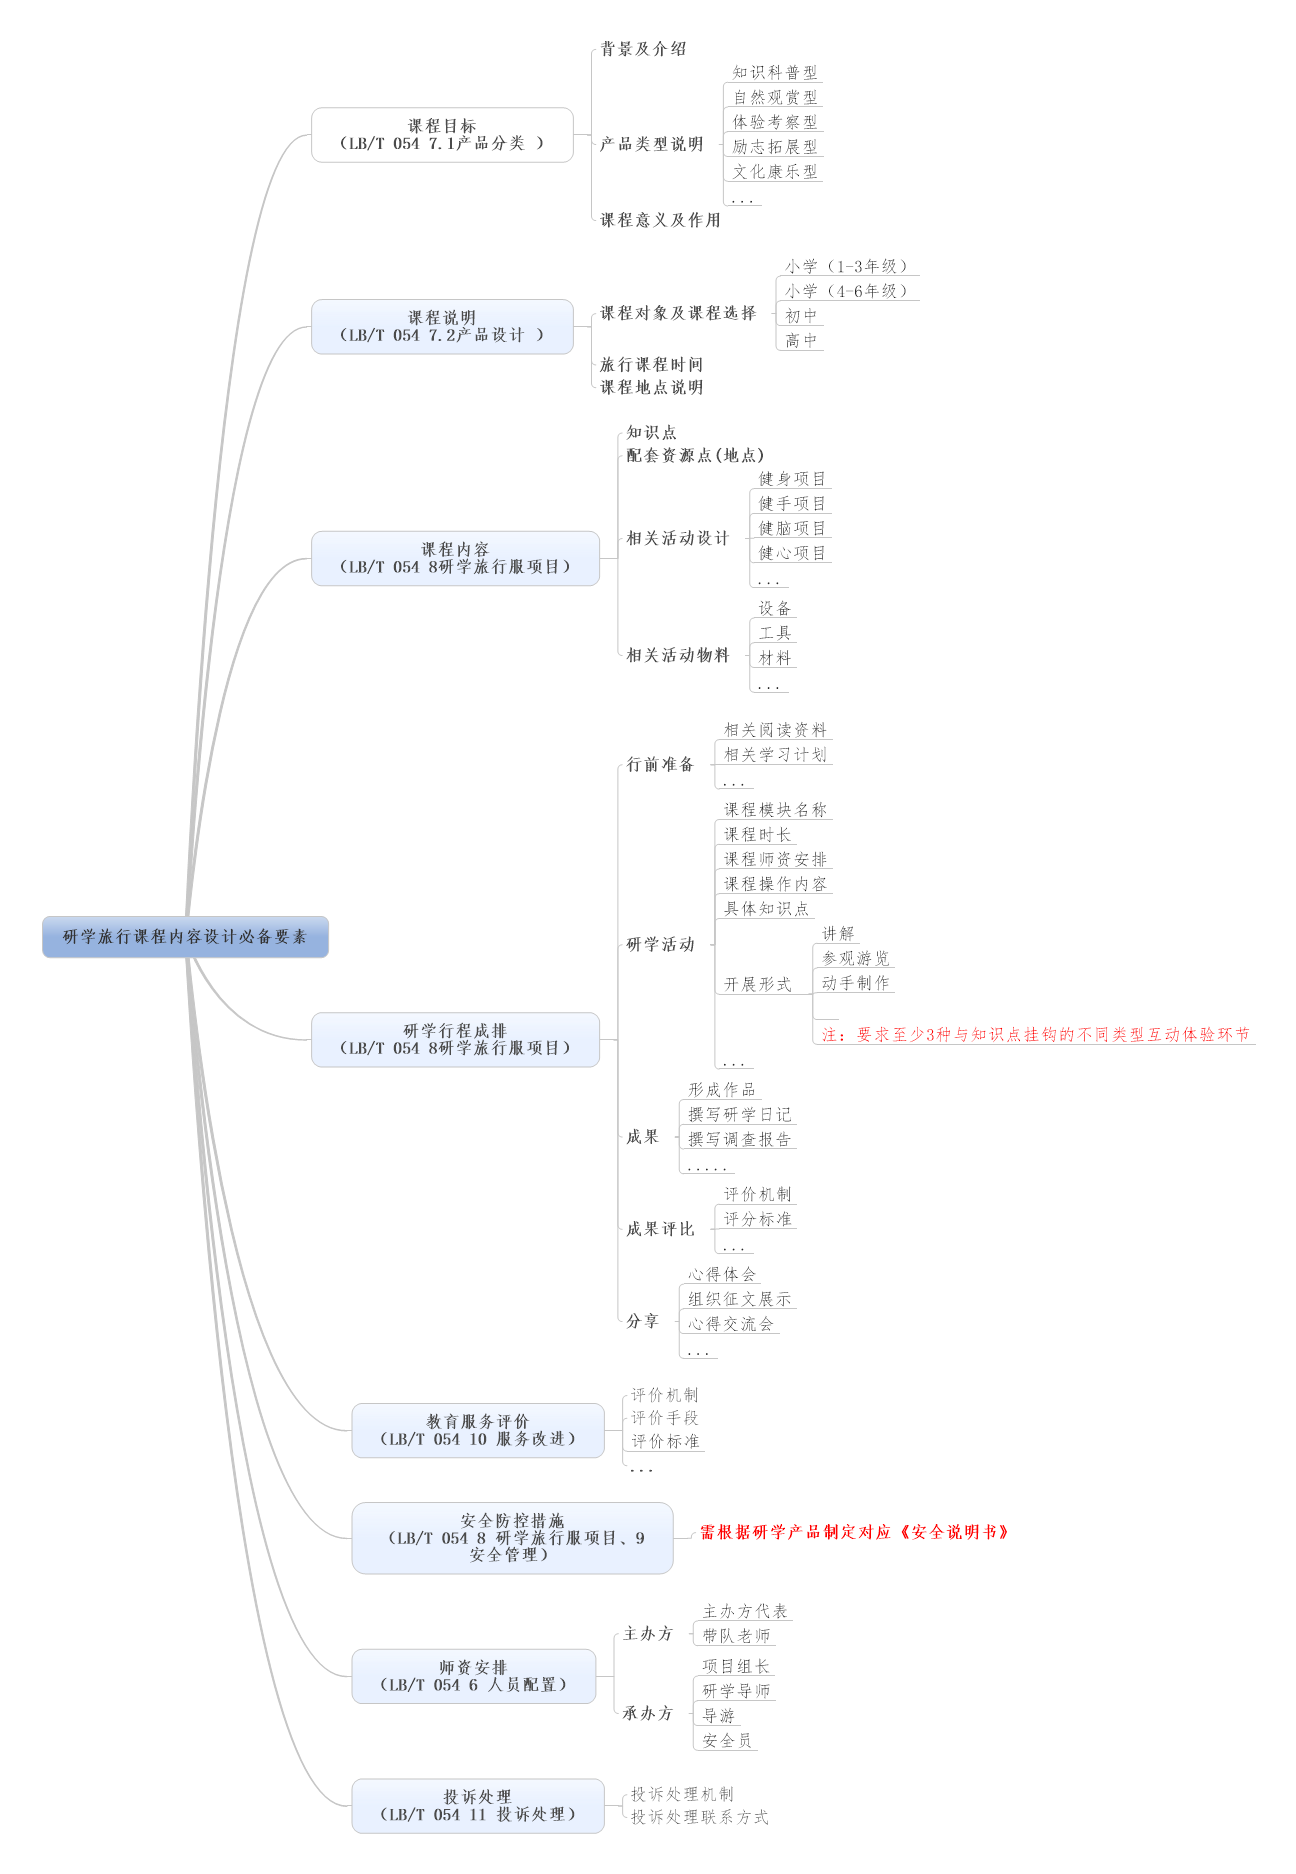 研学旅行课程内容设计必备要素
课程目标
（LB/T 054 7.1产品分类 ）
背景及介绍
产品类型说明
知识科普型
自然观赏型
体验考察型
励志拓展型
文化康乐型
...
课程意义及作用
课程说明
（LB/T 054 7.2产品设计 ）
课程对象及课程选择
小学（1-3年级）
小学（4-6年级）
初中
高中
旅行课程时间
课程地点说明
课程内容
（LB/T 054 8研学旅行服项目）
知识点
配套资源点(地点)
相关活动设计
健身项目
健手项目
健脑项目
健心项目
...
相关活动物料
设备
工具
材料
...
研学行程成排
（LB/T 054 8研学旅行服项目）
行前准备
相关阅读资料
相关学习计划
...
研学活动
课程模块名称
课程时长
课程师资安排
课程操作内容
具体知识点
开展形式
讲解
参观游览
动手制作
注：要求至少3种与知识点挂钩的不同类型互动体验环节
...
成果
形成作品
撰写研学日记
撰写调查报告
.....
成果评比
评价机制
评分标准
...
分享
心得体会
组织征文展示
心得交流会
...
教育服务评价
（LB/T 054 10 服务改进）
评价机制
评价手段
评价标准
...
安全防控措施
（LB/T 054 8 研学旅行服项目、9
安全管理）
需根据研学产品制定对应《安全说明书》
师资安排
（LB/T 054 6 人员配置）
主办方
主办方代表
带队老师
承办方
项目组长
研学导师
导游
安全员
投诉处理
（LB/T 054 11 投诉处理）
投诉处理机制
投诉处理联系方式